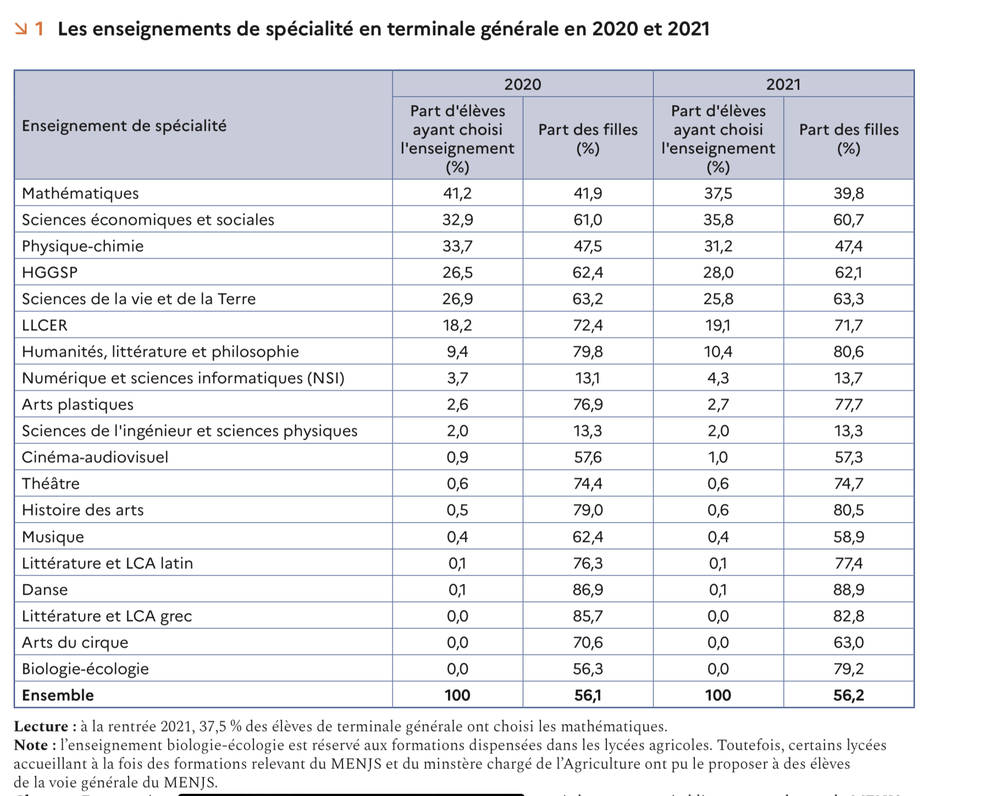 ↘ 1 Les enseignements de spécialité en terminale générale en 2020 et 2021
Enseignement de spécialité
2020
2021
Part d'élèves
ayant choisi
l'enseignement
(%)
Part des filles
(%)
Part d'élèves
ayant choisi
l'enseignement
(%)
Part des filles
(%)
Mathématiques 41,2 41,9 37,5 39,8
Sciences économiques et sociales 32,9 61,0 35,8 60,7
Physique-chimie 33,7 47,5 31,2 47,4
HGGSP 26,5 62,4 28,0 62,1
Sciences de la vie et de la Terre 26,9 63,2 25,8 63,3
LLCER 18,2 72,4 19,1 71,7
Humanités, littérature et philosophie 9,4 79,8 10,4 80,6
Numérique et sciences informatiques (NSI) 3,7 13,1 4,3 13,7
Arts plastiques 2,6 76,9 2,7 77,7
Sciences de l'ingénieur et sciences physiques 2,0 13,3 2,0 13,3
Cinéma-audiovisuel 0,9 57,6 1,0 57,3
Théâtre 0,6 74,4 0,6 74,7
Histoire des arts 0,5 79,0 0,6 80,5
Musique 0,4 62,4 0,4 58,9
Littérature et LCA latin 0,1 76,3 0,1 77,4
Danse 0,1 86,9 0,1 88,9
Littérature et LCA grec 0,0 85,7 0,0 82,8
Arts du cirque 0,0 70,6 0,0 63,0
Biologie-écologie 0,0 56,3 0,0 79,2
Ensemble 100 56,1 100 56,2
Lecture : à la rentrée 2021, 37,5 % des élèves de terminale générale ont choisi les mathématiques.
Note : l’enseignement biologie-écologie est réservé aux formations dispensées dans les lycées agricoles. Toutefois, certains lycées
accueillant à la fois des formations relevant du MENJS et du minstère chargé de l’Agriculture ont pu le proposer à des élèves
de la voie générale du MENJS.